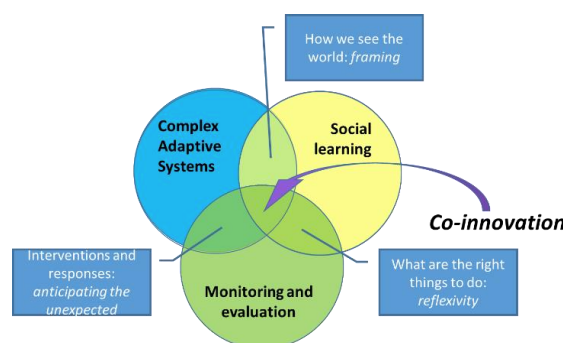 How we see the
world: framing
Complex
Adaptive
Systems
Social
learning
Co-innovation
Interventions and
responses:
anticipating the
unexpected
What are the right
things to do:
reflexivity
Monitoring and
evaluation